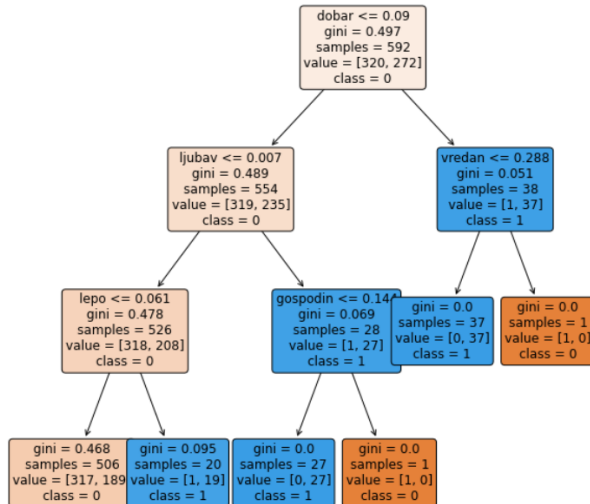 dobar <= 0.09
gini = 0.497
samples = 592
value = [320, 272]
class = 0
ljubav <= 0.007
gini = 0.489
samples = 554
value = [319, 235]
class = 0
vredan <= 0.288
gini = 0.051
samples = 38
value = [1, 37]
class = 1
lepo <= 0.061
gini = 0.478
samples = 526
value = [318, 208]
class = 0
gospodin <= 0.144
gini = 0.069
samples = 28
value = [1, 27]
class = 1
gini = 0.0
samples = 37
value = [0, 37]
class = 1
gini = 0.0
samples = 1
value = [1, 0]
class = 0
gini = 0.468
samples = 506
value = [317, 189
class = 0
gini = 0.095
samples = 20
value = [1, 19]
class = 1
gini = 0.0
samples = 27
value = [0, 27]
class = 1
gini = 0.0
samples = 1
value = [1, 0]
class = 0